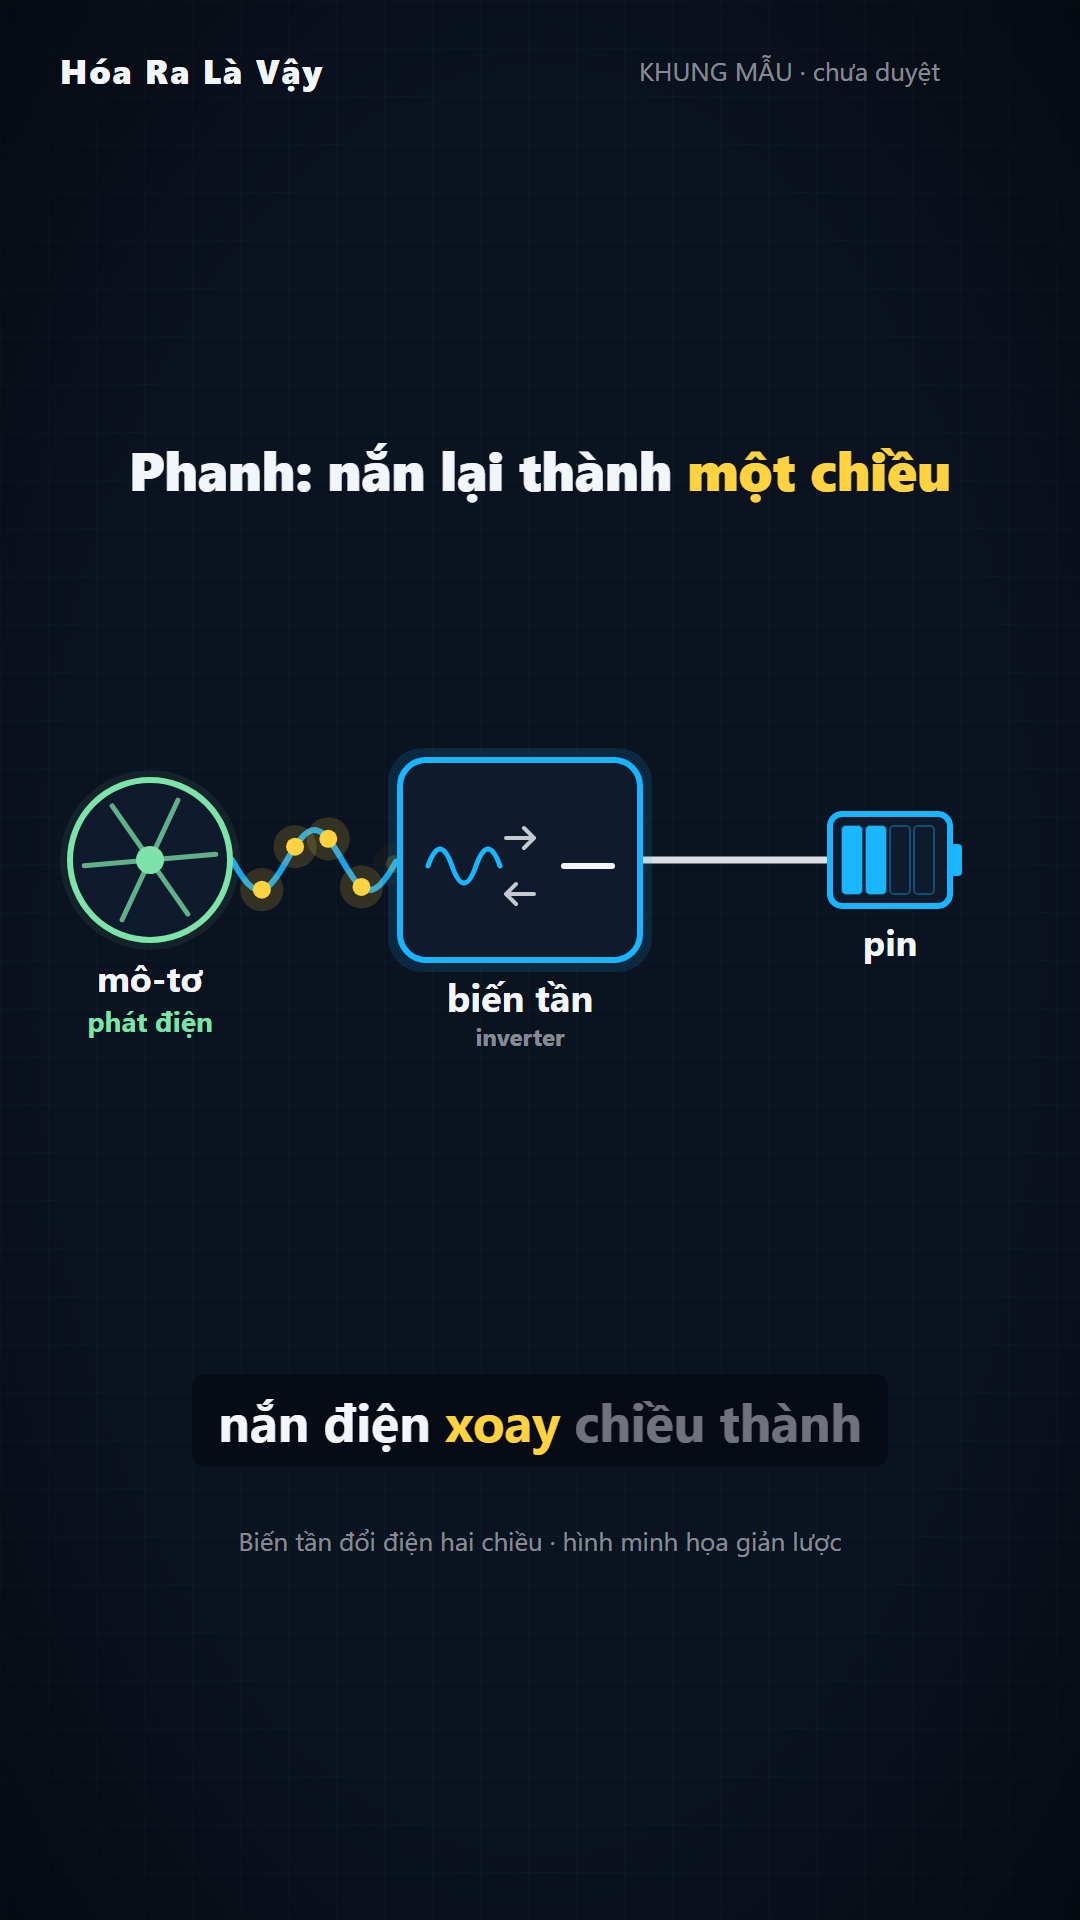 Hóa Ra Là Vậy
KHUNG MẪU · chưa duyệt
Phanh: nắn lại thành một chiều
mô-tơ
phát điện
biến tần
inverter
pin
nắn điện xoay chiều thành
Biến tần đổi điện hai chiều · hình minh họa giản lược